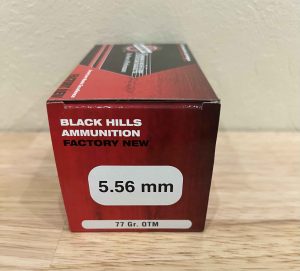 BLACK HILLS
AMMUNITION
FACTORY NEW
5.56 mm
77 Gr. OTM